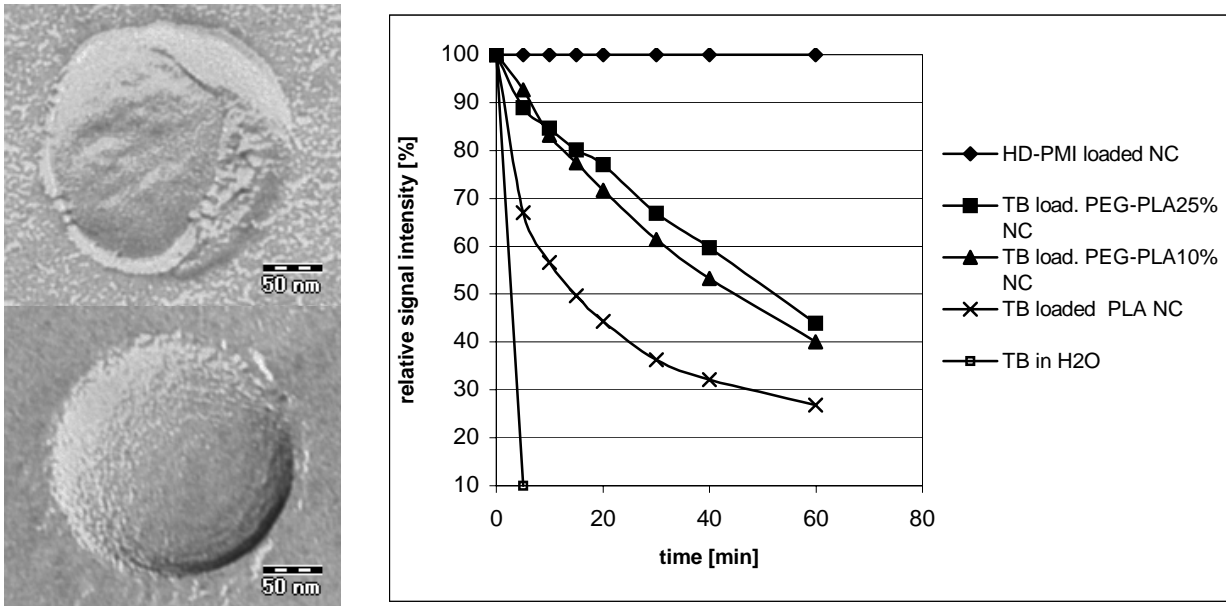 50 nm
50 nm
relative signal intensity [%]
100
90
80
70
60
50
40
30
20
10
0
20
40
60
80
time [min]
HD-PMI loaded NC
TB load. PEG-PLA25%
NC
TB load. PEG-PLA10%
NC
TB loaded PLA NC
TB in H2O